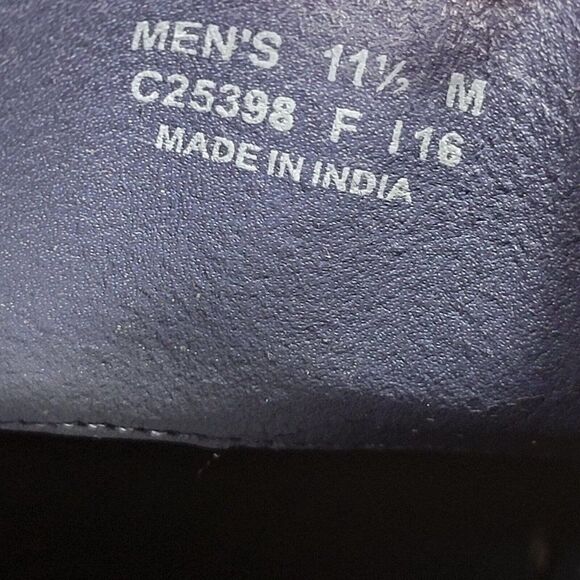 MEN'S 11½ M
C25398 F I16
MADE IN INDIA